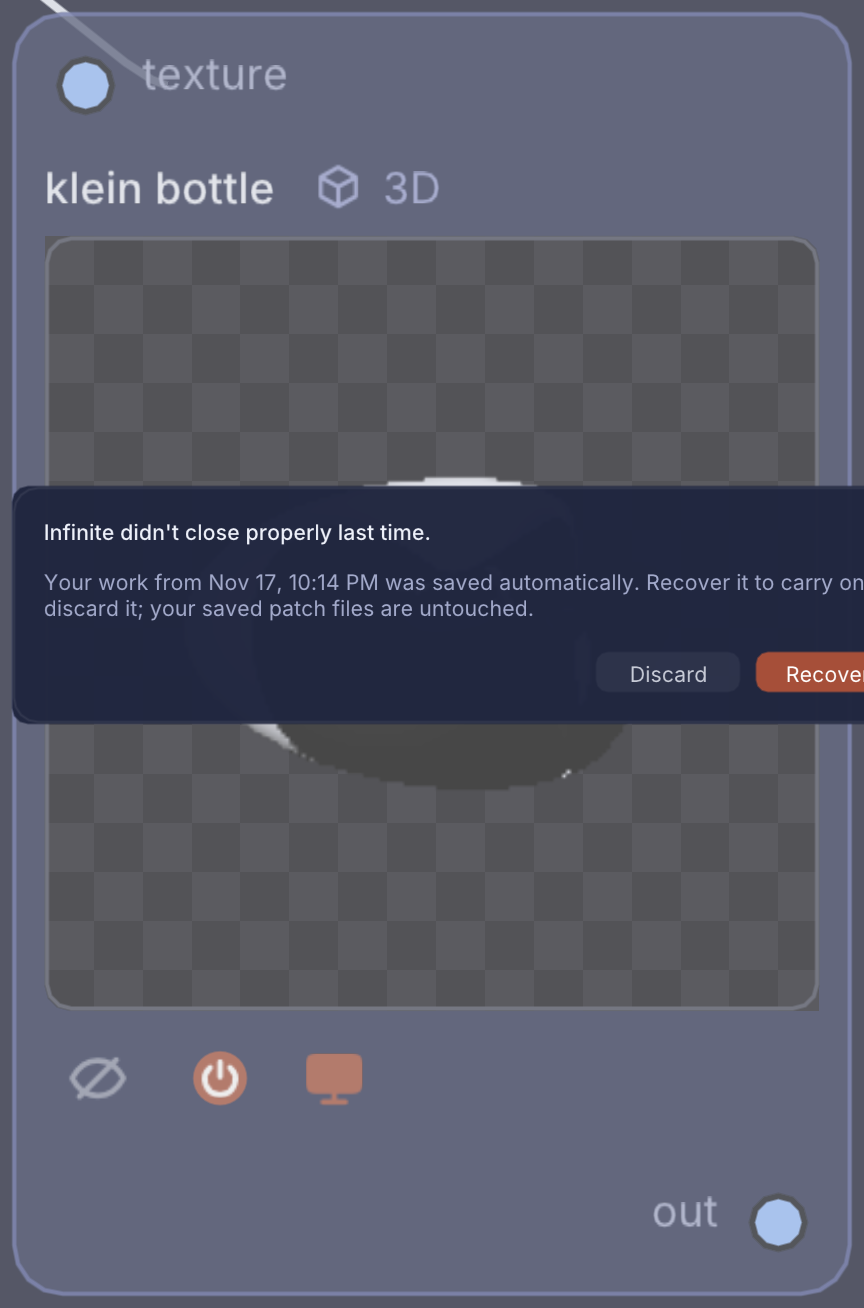 texture
klein bottle 3D
Infinite didn't close properly last time.
Your work from Nov 17, 10:14 PM was saved automatically. Recover it to carry on
discard it; your saved patch files are untouched.
Discard Recove
out